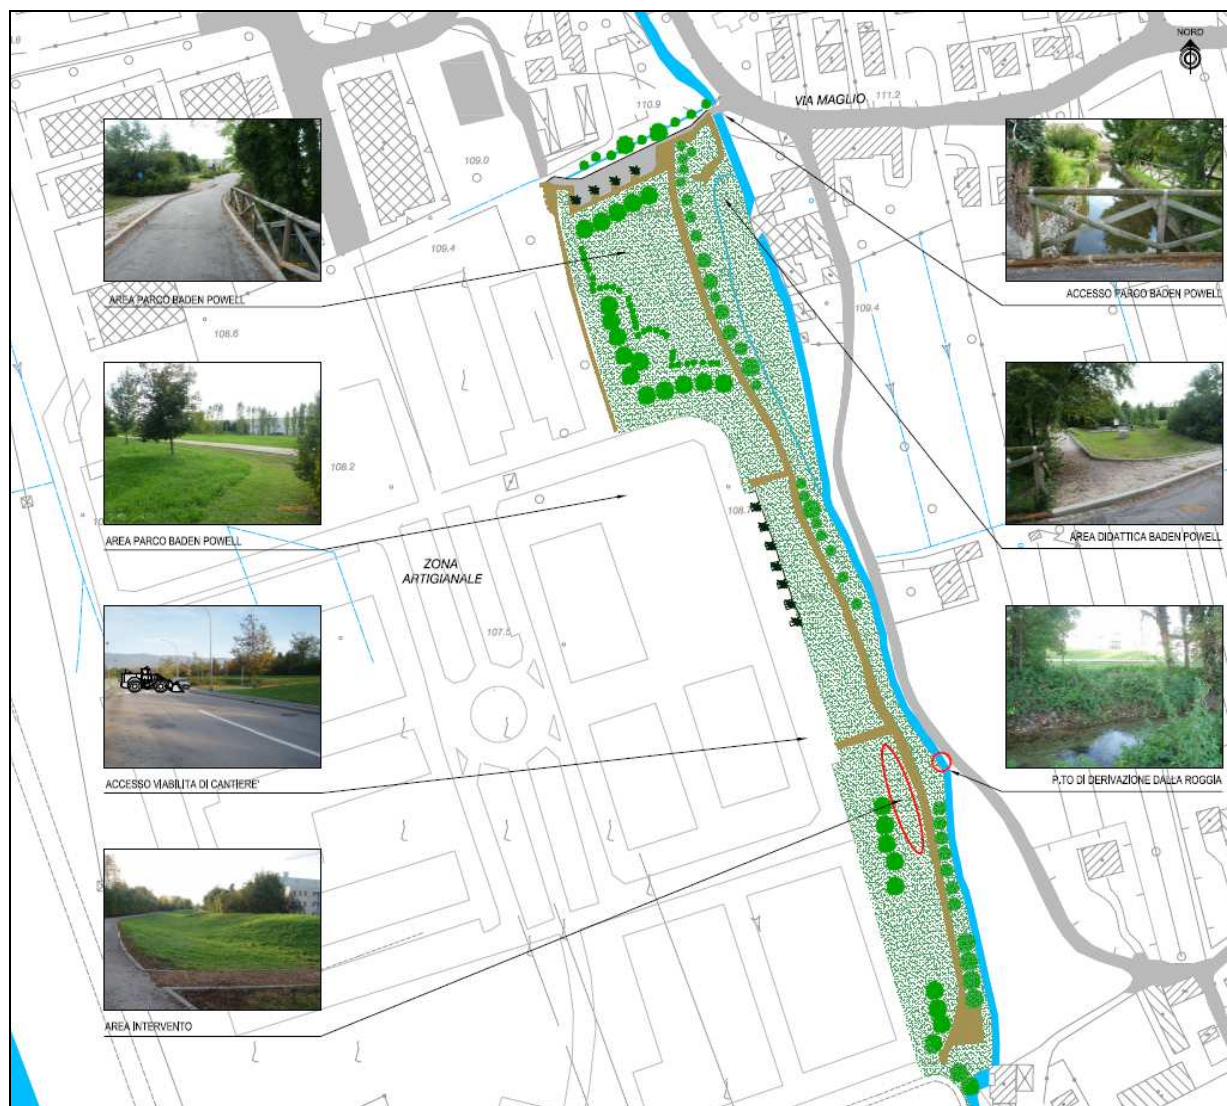 NORD
VIA MAGLIO
111.2
110.9
109.0
109.4
108.6
109.4
108.2
107.5
ZONA
ARTIGIANALE
AREA PARCO BADEN POWELL
AREA PARCO BADEN POWELL
ACCESSO VIABILITA DI CANTIERE'
AREA INTERVENTO
ACCESSO PARCO BADEN POWELL
AREA DIDATTICA BADEN POWELL
P.TO DI DERIVAZIONE DALLA ROGGIA